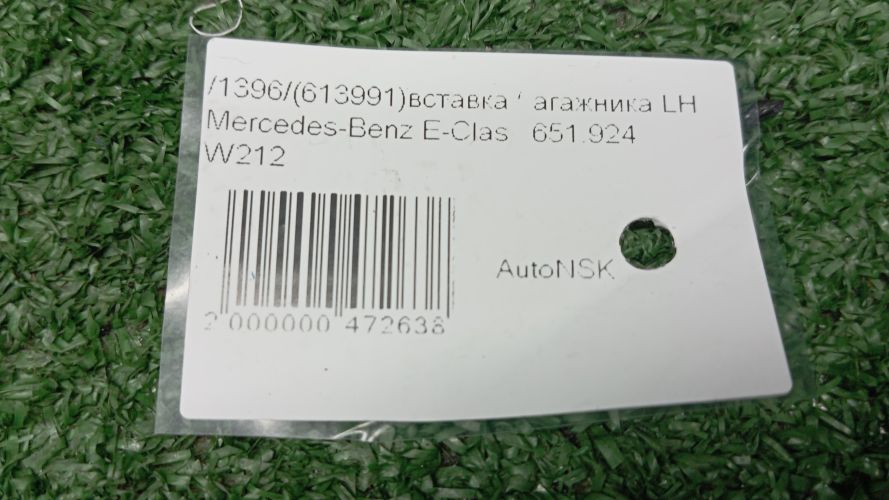 /1396/(613991)вставка агажника LH
Mercedes-Benz E-Clas 651.924
W212
AutoNSK
2 000000 472638